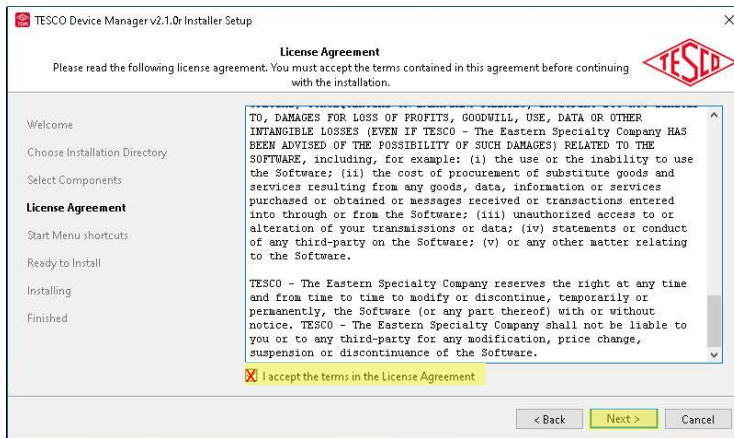 TESCO Device Manager v2.1.0r Installer Setup
License Agreement
Please read the following license agreement. You must accept the terms contained in this agreement before continuing
with the installation.
TESCO
Welcome
Choose Installation Directory
Select Components
License Agreement
Start Menu shortcuts
Ready to Install
Installing
Finished
TO, DAMAGES FOR LOSS OF PROFITS, GOODWILL, USE, DATA OR OTHER
INTANGIBLE LOSSES (EVEN IF TESCO - The Eastern Specialty Company HAS
BEEN ADVISED OF THE POSSIBILITY OF SUCH DAMAGES) RELATED TO THE
SOFTWARE, including, for example: (i) the use or the inability to use
the Software; (ii) the cost of procurement of substitute goods and
services resulting from any goods, data, information or services
purchased or obtained or messages received or transactions entered
into through or from the Software; (iii) unauthorized access to or
alteration of your transmissions or data; (iv) statements or conduct
of any third-party on the Software; (v) or any other matter relating
to the Software.
TESCO - The Eastern Specialty Company reserves the right at any time
and from time to time to modify or discontinue, temporarily or
permanently, the Software (or any part thereof) with or without
notice. TESCO - The Eastern Specialty Company shall not be liable to
you or to any third-party for any modification, price change,
suspension or discontinuance of the Software.
I accept the terms in the License Agreement
< Back
Next >
Cancel